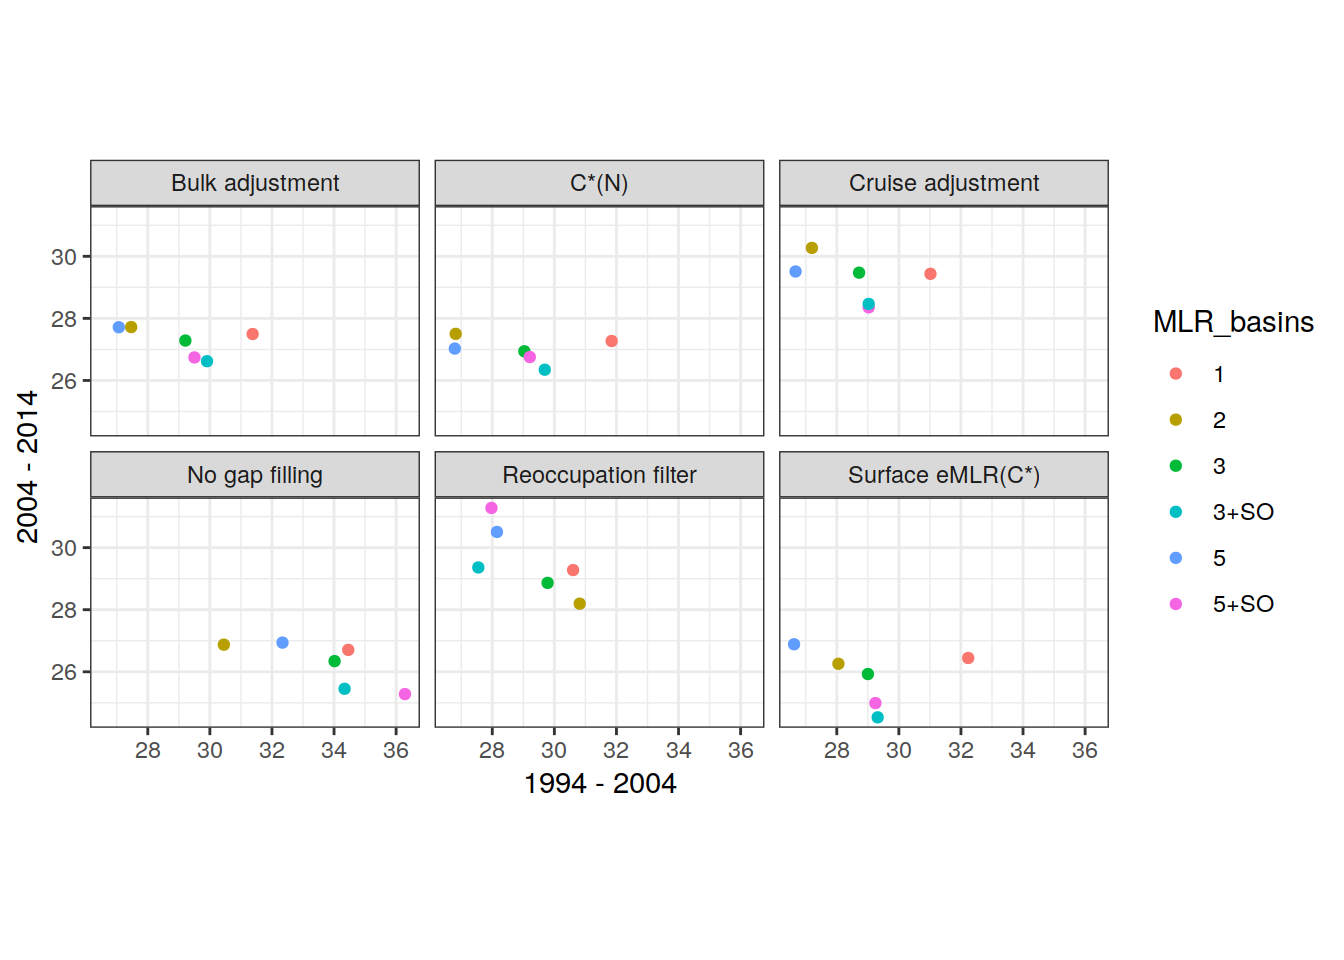 Bulk adjustment
C*(N)
Cruise adjustment
30
28
26
No gap filling
Reoccupation filter
Surface eMLR(C*)
30
28
26
28 30 32 34 36
28 30 32 34 36
28 30 32 34 36
1994 - 2004
2004 - 2014
MLR_basins
1
2
3
3+SO
5
5+SO